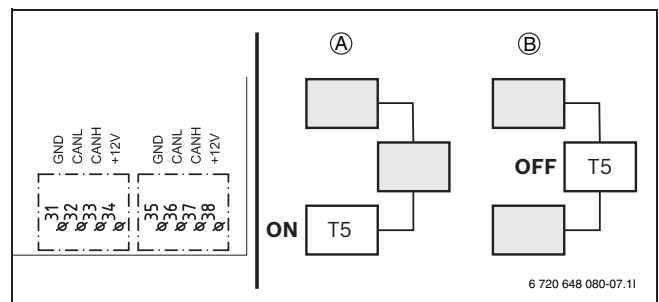 Ⓐ
Ⓑ
GND CANL CANH +12V GND CANL CANH +12V
31 32 33 34 35 36 37 38
OFF T5
ON T5
6 720 648 080-07.1I